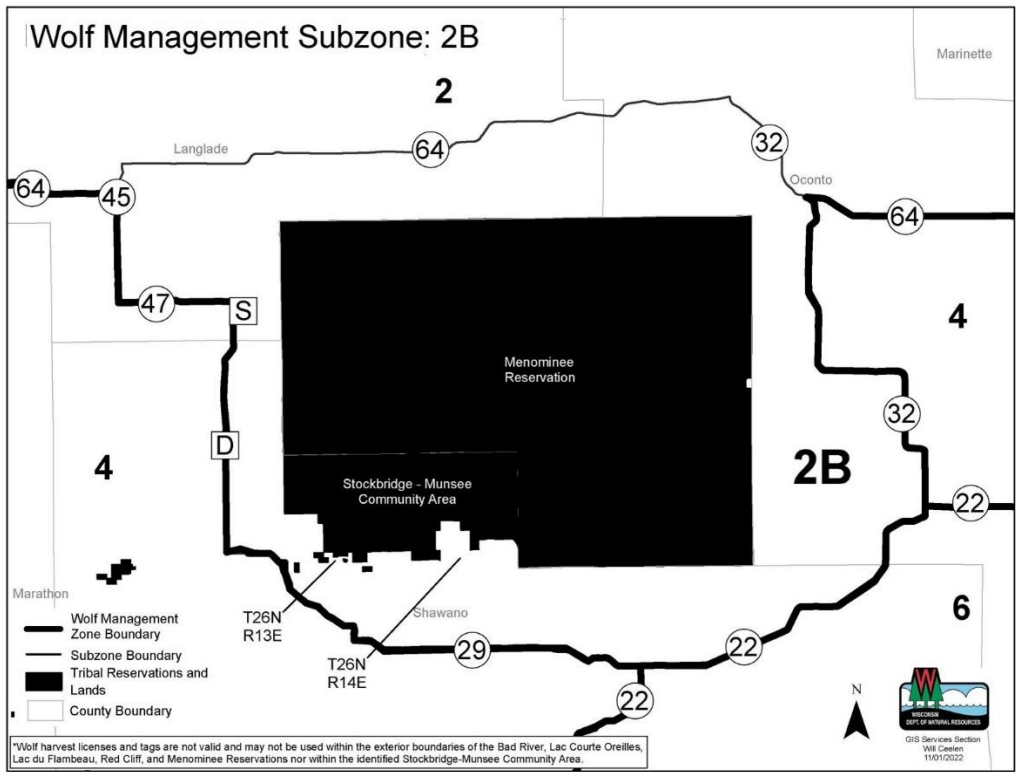 Wolf Management Subzone: 2B
Marinette
2
32
Langlade
64
64
45
Oconto
64
47
S
4
Menominee
Reservation
32
D
4
2B
Stockbridge - Munsee
Community Area
22
Marathon
6
T26N
R13E
Shawano
T26N
R14E
29
22
22
Wolf Management
Zone Boundary
Subzone Boundary
Tribal Reservations and
Lands
County Boundary
N
W
WISCONSIN
DEPT. OF NATURAL RESOURCES
GIS Services Section
Will Ceelen
11/01/2022
*Wolf harvest licenses and tags are not valid and may not be used within the exterior boundaries of the Bad River, Lac Courte Oreilles,
Lac du Flambeau, Red Cliff, and Menominee Reservations nor within the identified Stockbridge-Munsee Community Area.